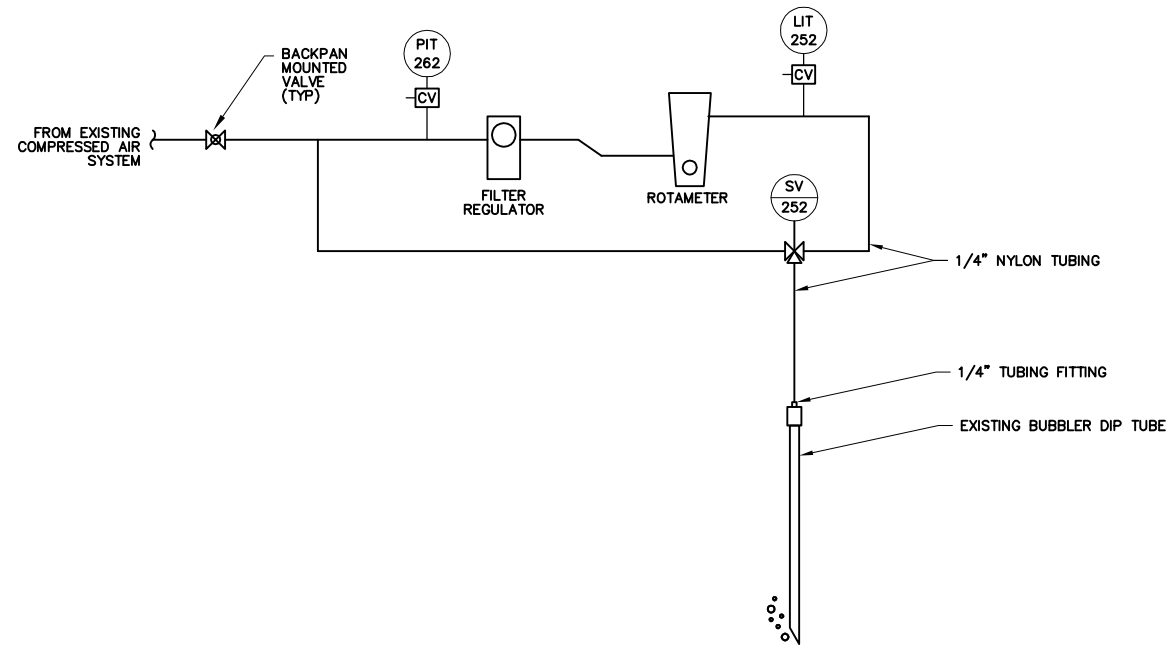 BACKPAN
MOUNTED
VALVE
(TYP)
FROM EXISTING
COMPRESSED AIR
SYSTEM
PIT
262
CV
FILTER
REGULATOR
ROTAMETER
LIT
252
CV
SV
252
1/4" NYLON TUBING
1/4" TUBING FITTING
EXISTING BUBBLER DIP TUBE